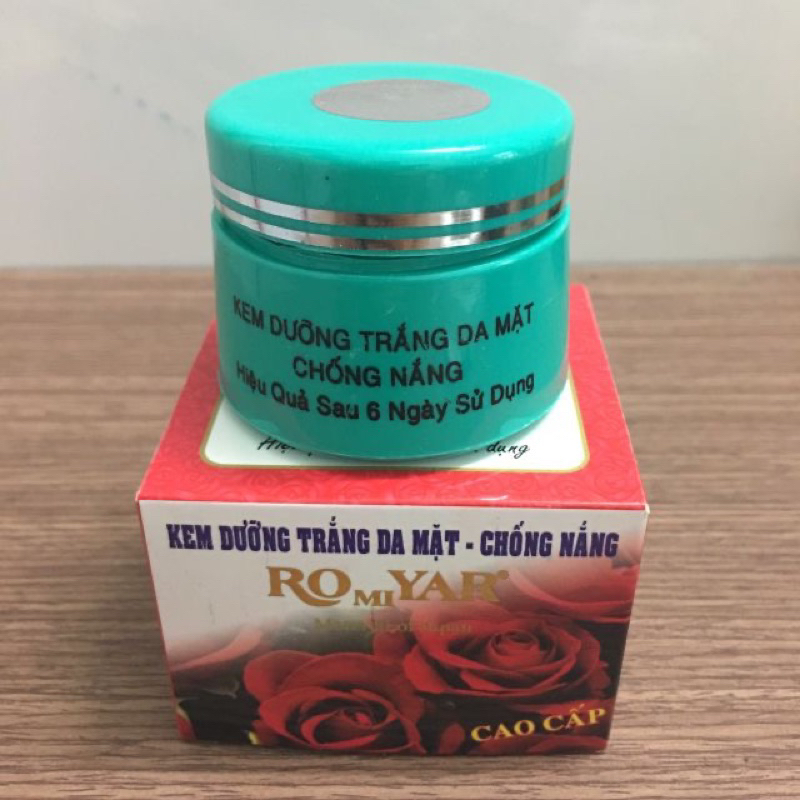 KEM DƯỠNG TRẮNG DA MẶT
CHỐNG NẮNG
Hiệu Quả Sau 6 Ngày Sử Dụng
dụng
KEM DƯỠNG TRẮNG DA MẶT - CHỐNG NẮNG
ROMIYAR®
CAO CẤP